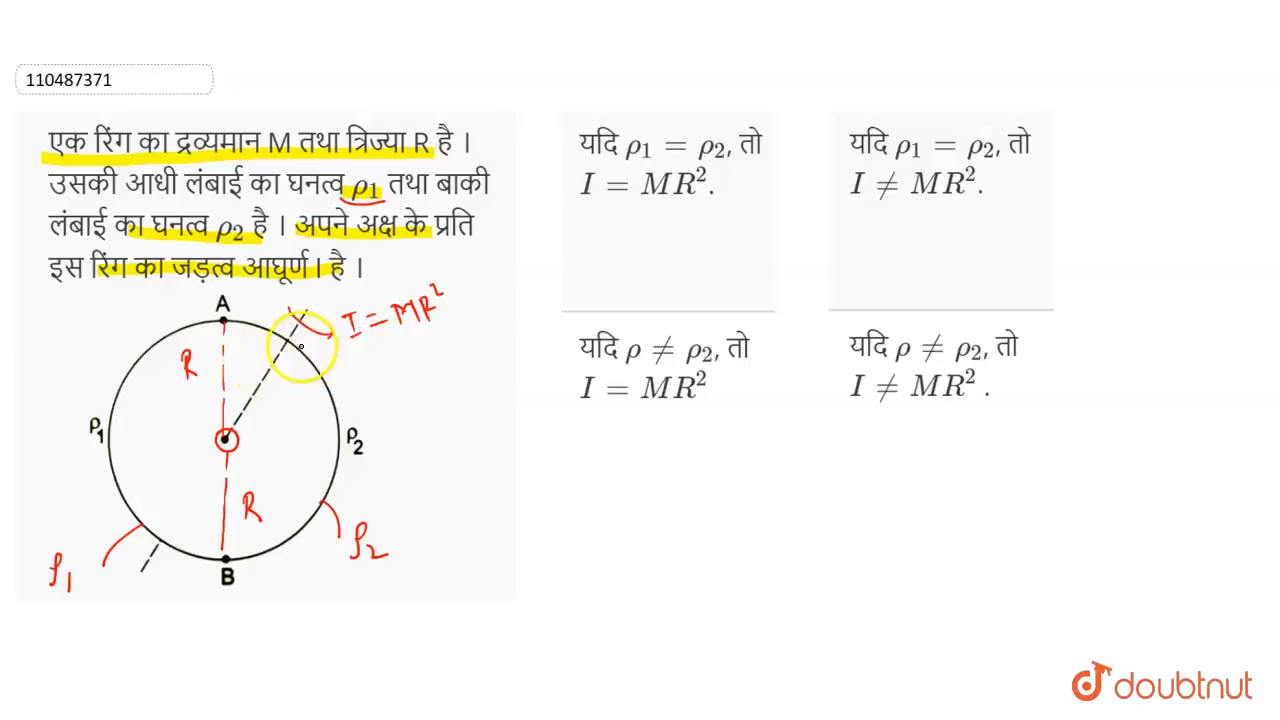 110487371
एक रिंग का द्रव्यमान M तथा त्रिज्या R है ।
उसकी आधी लंबाई का घनत्व ρ₁ तथा बाकी
लंबाई का घनत्व ρ₂ है । अपने अक्ष के प्रति
इस रिंग का जड़त्व आघूर्ण। है ।
A
I = MR²
R
ρ₁
ρ₂
R
ρ₂
ρ₁
B
यदि ρ₁ = ρ₂, तो
I = MR².
यदि ρ₁ = ρ₂, तो
I ≠ MR².
यदि ρ ≠ ρ₂, तो
I = MR²
यदि ρ ≠ ρ₂, तो
I ≠ MR² .
doubtnut